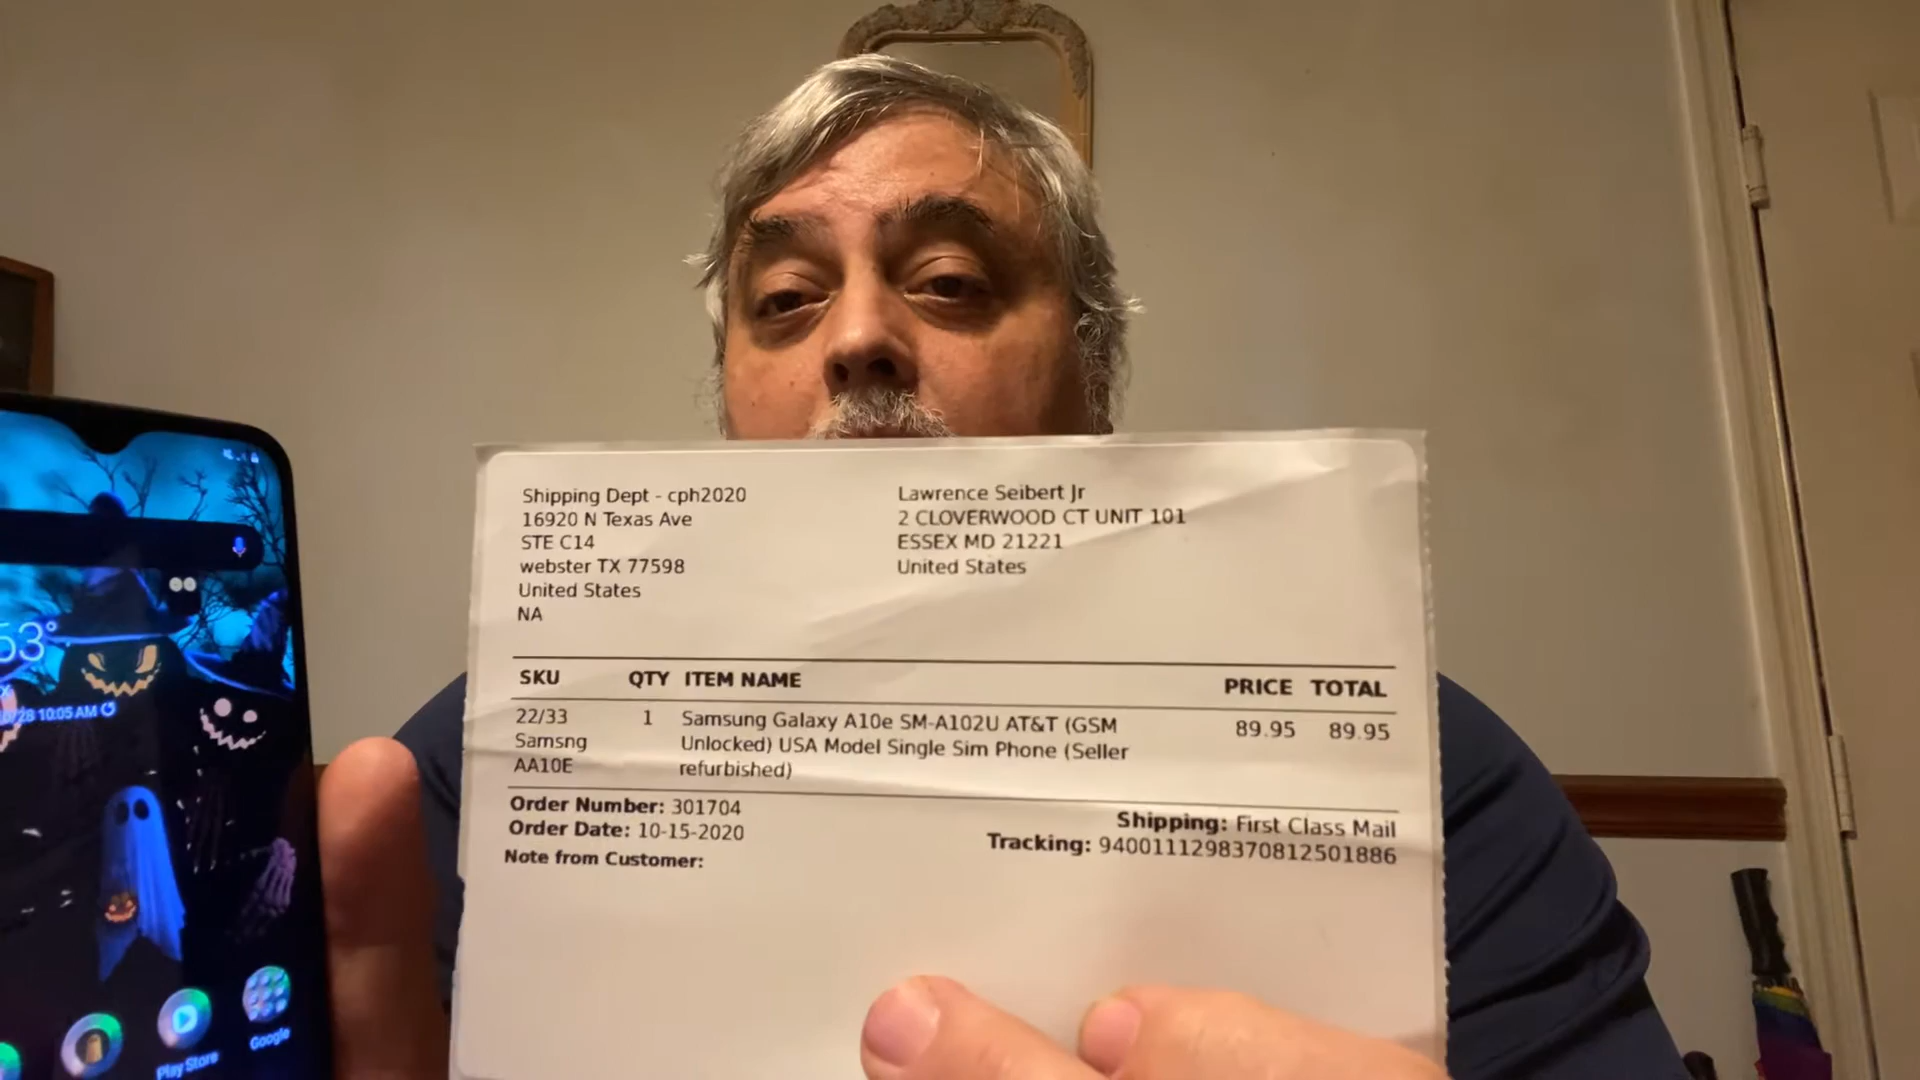 Shipping Dept - cph2020
16920 N Texas Ave
STE C14
webster TX 77598
United States
NA
Lawrence Seibert Jr
2 CLOVERWOOD CT UNIT 101
ESSEX MD 21221
United States
SKU QTY ITEM NAME PRICE TOTAL
22/33 1 Samsung Galaxy A10e SM-A102U AT&T (GSM 89.95 89.95
Samsng Unlocked) USA Model Single Sim Phone (Seller
AA10E refurbished)
Order Number: 301704
Order Date: 10-15-2020
Note from Customer:
Shipping: First Class Mail
Tracking: 9400111298370812501886
53°
/28 10:05 AM
Play Store
Google